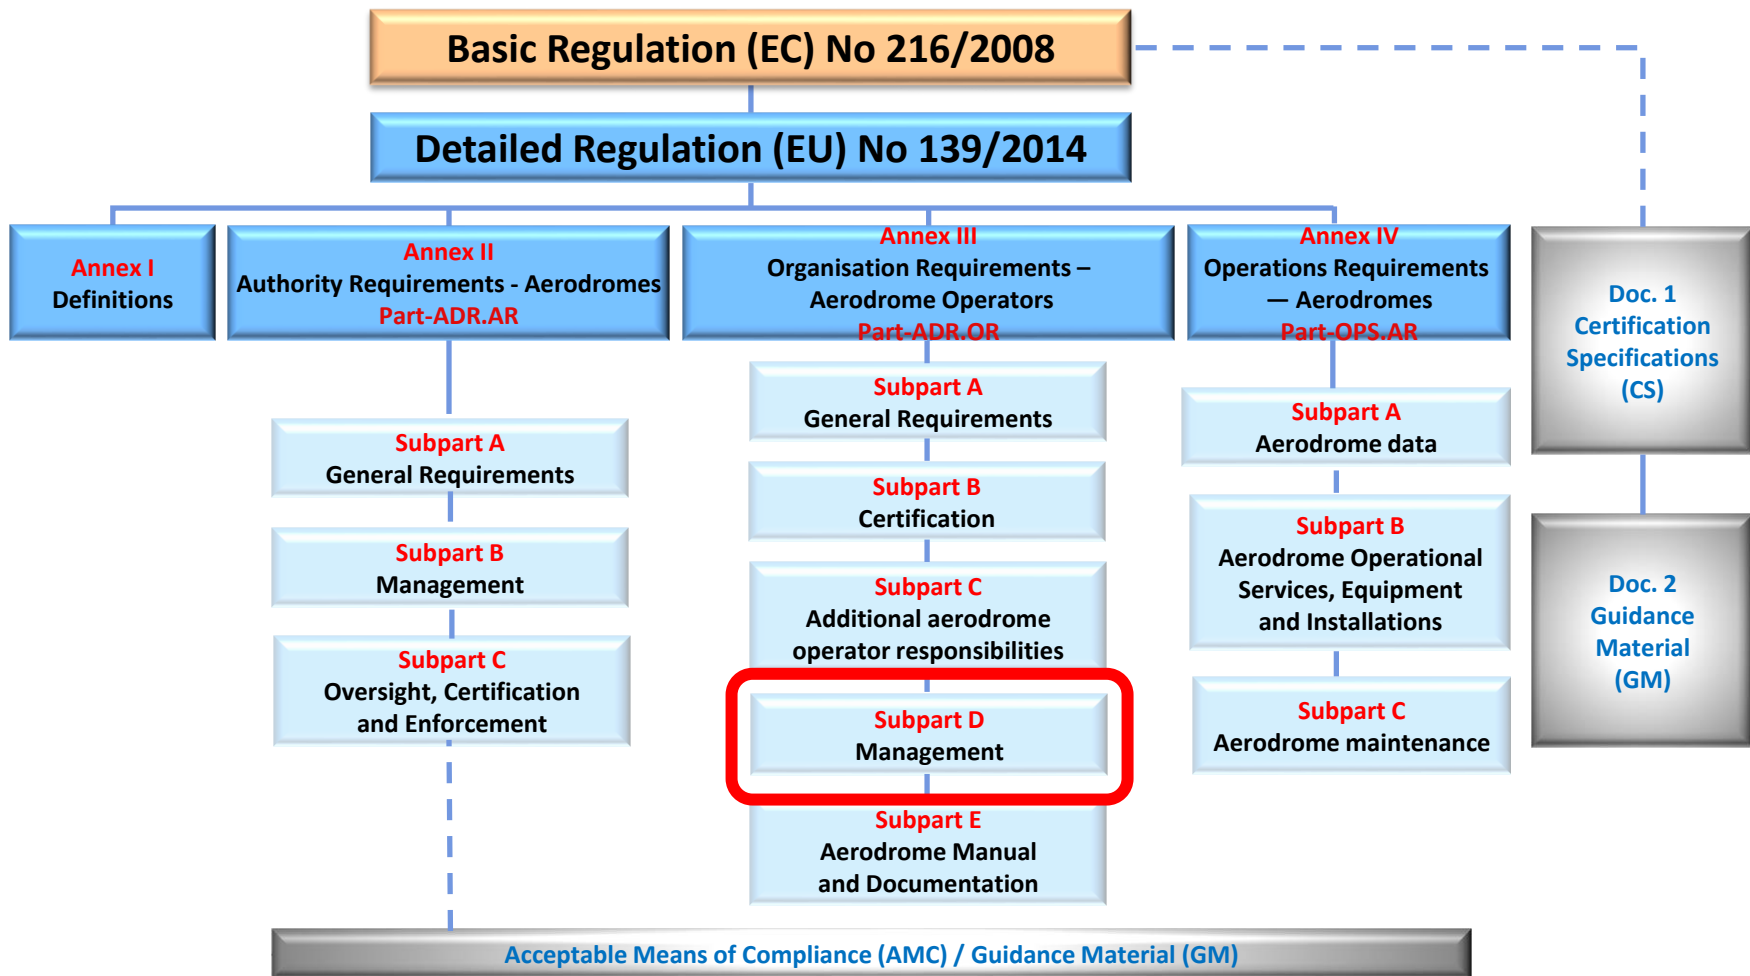 Basic Regulation (EC) No 216/2008
Detailed Regulation (EU) No 139/2014
Annex I
Definitions
Annex II
Authority Requirements - Aerodromes
Part-ADR.AR
Annex III
Organisation Requirements –
Aerodrome Operators
Part-ADR.OR
Annex IV
Operations Requirements
— Aerodromes
Part-OPS.AR
Doc. 1
Certification
Specifications
(CS)
Subpart A
General Requirements
Subpart B
Management
Subpart C
Oversight, Certification
and Enforcement
Subpart A
General Requirements
Subpart B
Certification
Subpart C
Additional aerodrome
operator responsibilities
Subpart D
Management
Subpart E
Aerodrome Manual
and Documentation
Subpart A
Aerodrome data
Subpart B
Aerodrome Operational
Services, Equipment
and Installations
Subpart C
Aerodrome maintenance
Doc. 2
Guidance
Material
(GM)
Acceptable Means of Compliance (AMC) / Guidance Material (GM)